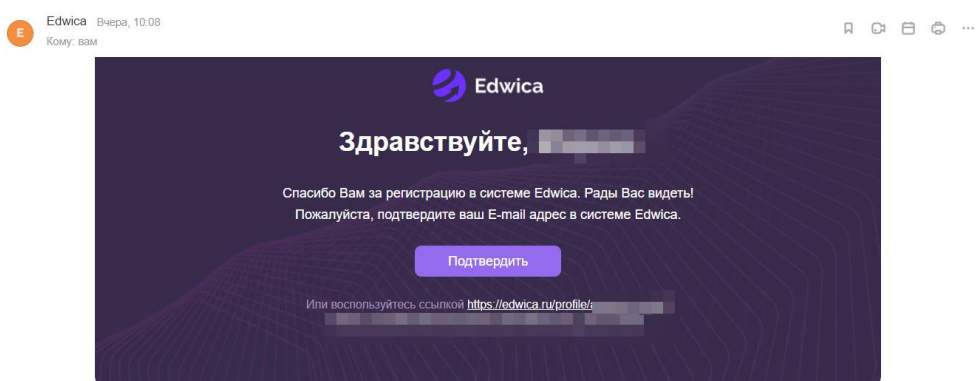 E
Edwica Вчера, 10:08
Кому: вам
Edwica
Здравствуйте,
Спасибо Вам за регистрацию в системе Edwica. Рады Вас видеть!
Пожалуйста, подтвердите ваш E-mail адрес в системе Edwica.
Подтвердить
Или воспользуйтесь ссылкой https://edwica.ru/profile/